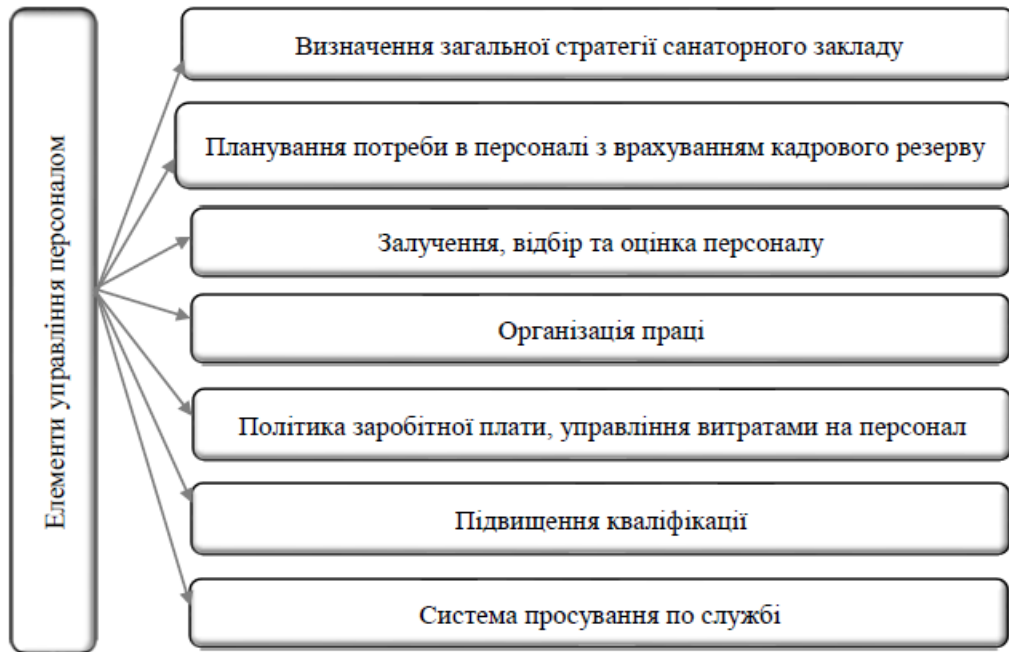 Елементи управління персоналом
Визначення загальної стратегії санаторного закладу
Планування потреби в персоналі з врахуванням кадрового резерву
Залучення, відбір та оцінка персоналу
Організація праці
Політика заробітної плати, управління витратами на персонал
Підвищення кваліфікації
Система просування по службі